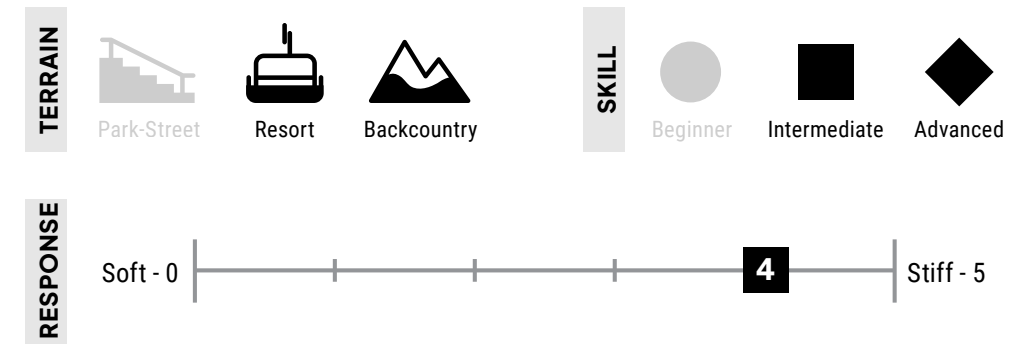 TERRAIN
Park-Street
Resort
Backcountry
SKILL
Beginner
Intermediate
Advanced
RESPONSE
Soft - 0
4
Stiff - 5